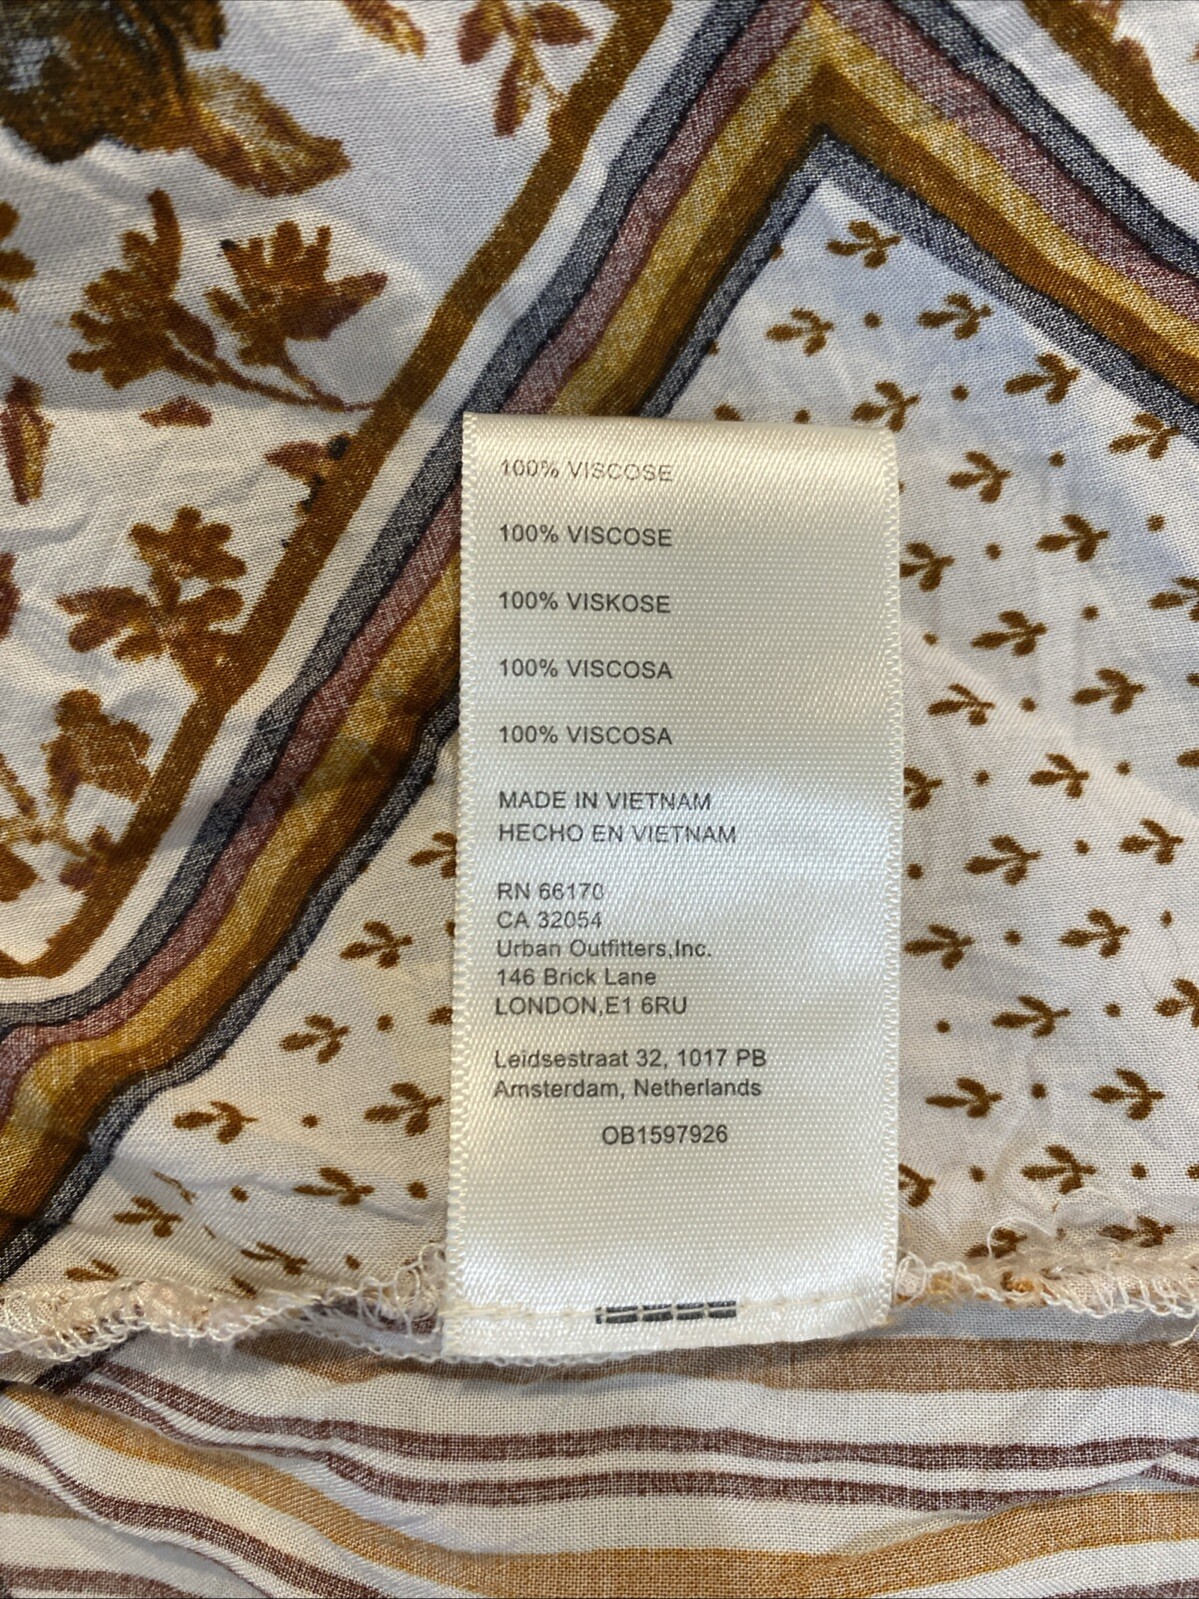 100% VISCOSE
100% VISCOSE
100% VISKOSE
100% VISCOSA
100% VISCOSA
MADE IN VIETNAM
HECHO EN VIETNAM
RN 66170
CA 32054
Urban Outfitters,Inc.
146 Brick Lane
LONDON,E1 6RU
Leidsestraat 32, 1017 PB
Amsterdam, Netherlands
OB1597926